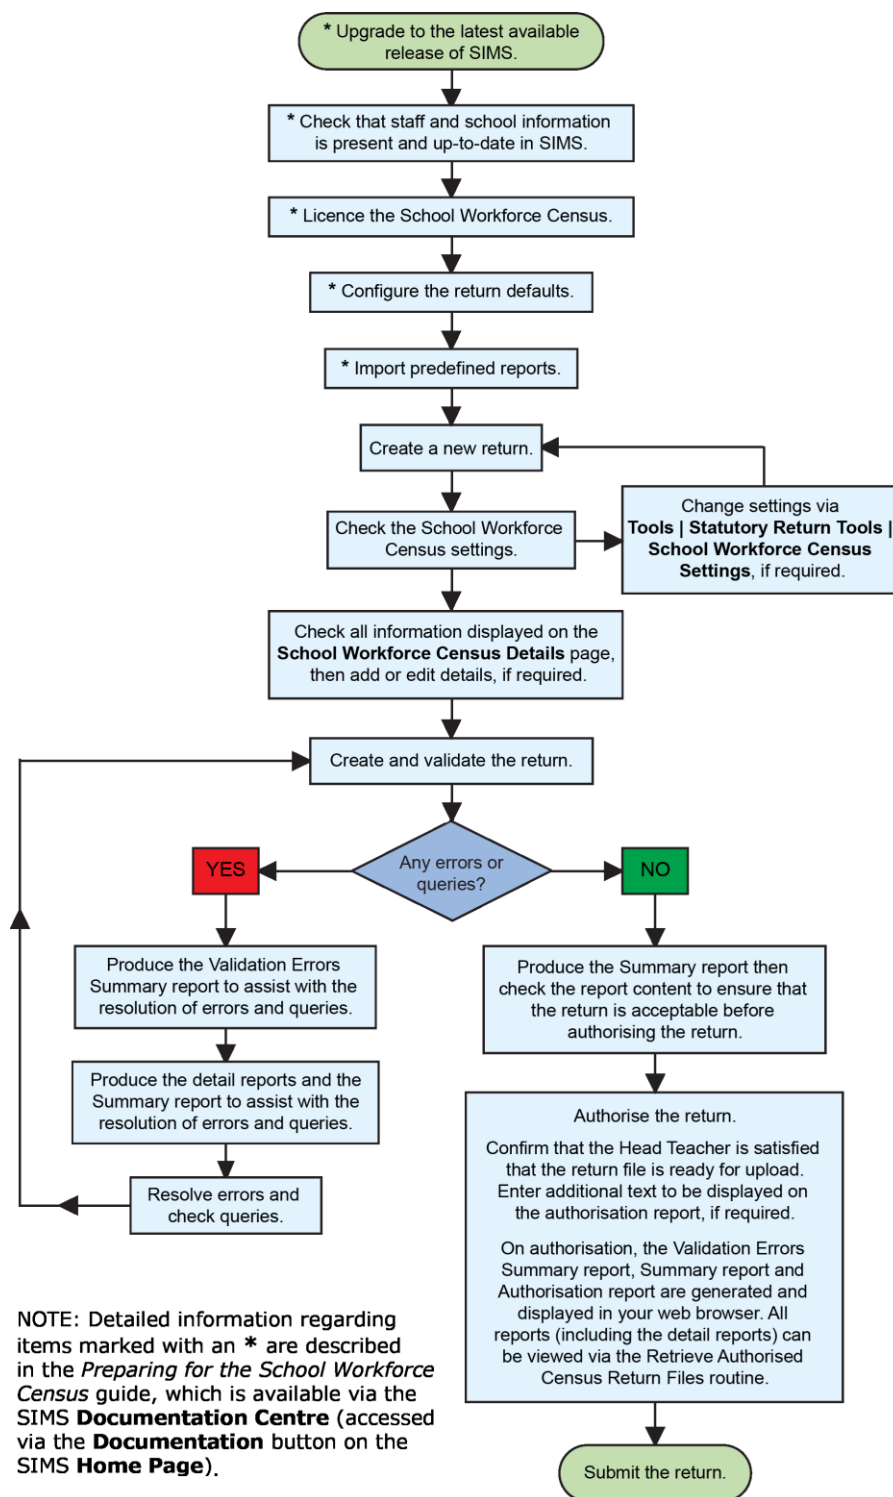 * Upgrade to the latest available
release of SIMS.
* Check that staff and school information
is present and up-to-date in SIMS.
* Licence the School Workforce Census.
* Configure the return defaults.
* Import predefined reports.
Create a new return.
Check the School Workforce
Census settings.
Change settings via
Tools | Statutory Return Tools |
School Workforce Census
Settings, if required.
Check all information displayed on the
School Workforce Census Details page,
then add or edit details, if required.
Create and validate the return.
Any errors or
queries?
YES
NO
Produce the Validation Errors
Summary report to assist with the
resolution of errors and queries.
Produce the detail reports and the
Summary report to assist with the
resolution of errors and queries.
Resolve errors and
check queries.
Produce the Summary report then
check the report content to ensure that
the return is acceptable before
authorising the return.
Authorise the return.
Confirm that the Head Teacher is satisfied
that the return file is ready for upload.
Enter additional text to be displayed on
the authorisation report, if required.
On authorisation, the Validation Errors
Summary report, Summary report and
Authorisation report are generated and
displayed in your web browser. All
reports (including the detail reports) can
be viewed via the Retrieve Authorised
Census Return Files routine.
Submit the return.
NOTE: Detailed information regarding
items marked with an * are described
in the Preparing for the School Workforce
Census guide, which is available via the
SIMS Documentation Centre (accessed
via the Documentation button on the
SIMS Home Page).